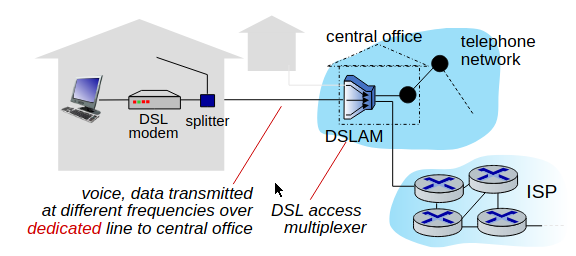 central office
telephone
network
DSL
modem
splitter
DSLAM
voice, data transmitted
at different frequencies over
dedicated line to central office
DSL access
multiplexer
ISP